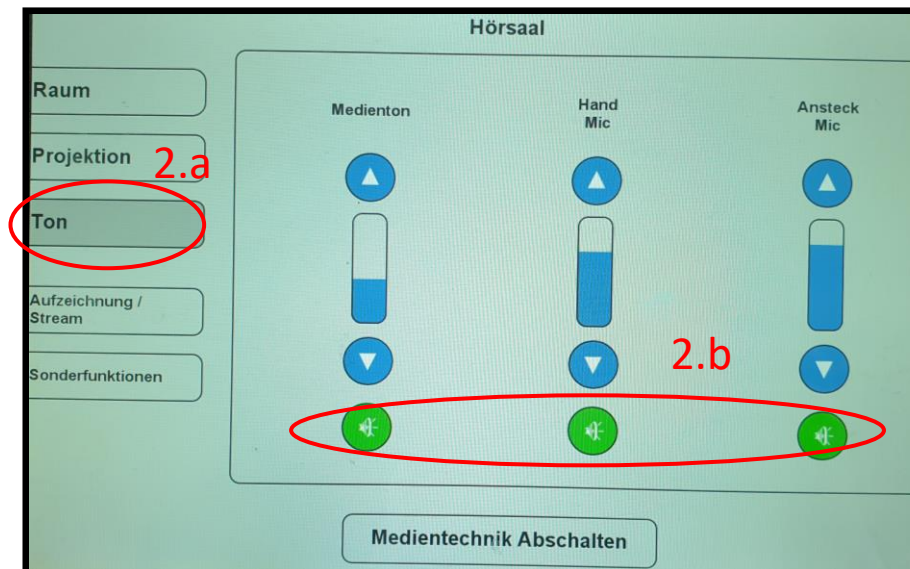 Hörsaal
Raum
Projektion
2.a
Ton
Aufzeichnung /
Stream
Sonderfunktionen
Medienton
Hand
Mic
Ansteck
Mic
2.b
Medientechnik Abschalten